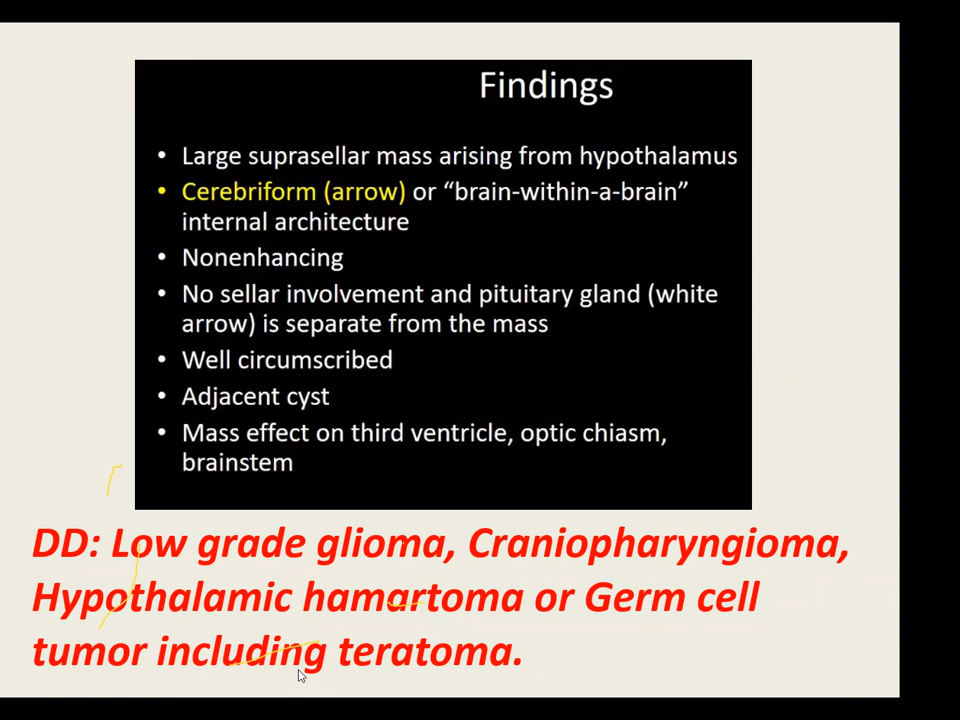 Findings
• Large suprasellar mass arising from hypothalamus
• Cerebriform (arrow) or “brain-within-a-brain”
internal architecture
• Nonenhancing
• No sellar involvement and pituitary gland (white
arrow) is separate from the mass
• Well circumscribed
• Adjacent cyst
• Mass effect on third ventricle, optic chiasm,
brainstem
DD: Low grade glioma, Craniopharyngioma,
Hypothalamic hamartoma or Germ cell
tumor including teratoma.